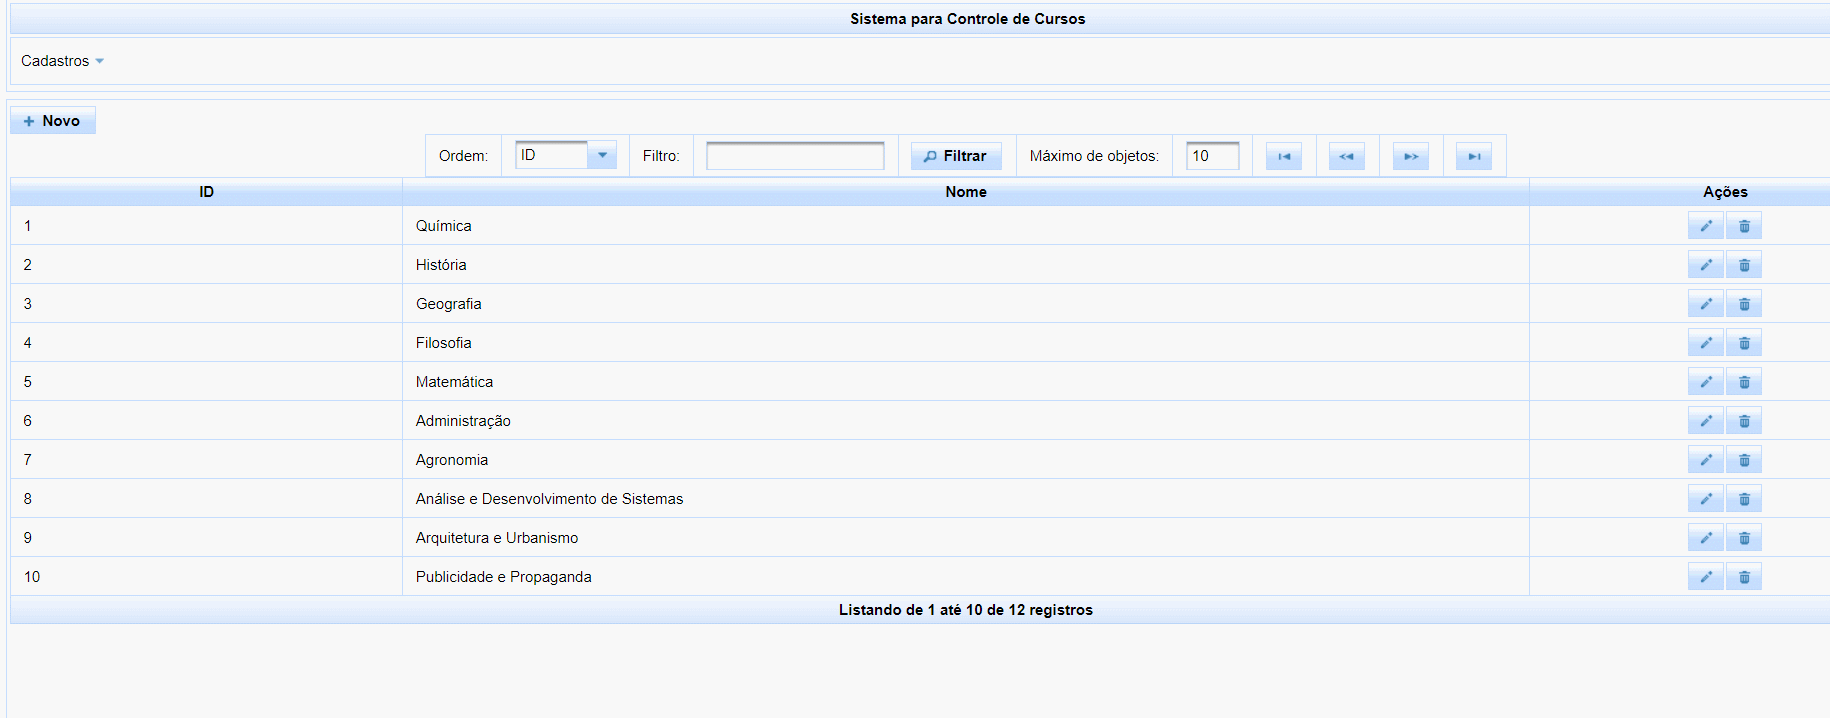 Sistema para Controle de Cursos
Cadastros
Novo
Ordem: ID Filtro: Filtrar Máximo de objetos: 10
ID Nome Ações
1 Química
2 História
3 Geografia
4 Filosofia
5 Matemática
6 Administração
7 Agronomia
8 Análise e Desenvolvimento de Sistemas
9 Arquitetura e Urbanismo
10 Publicidade e Propaganda
Listando de 1 até 10 de 12 registros